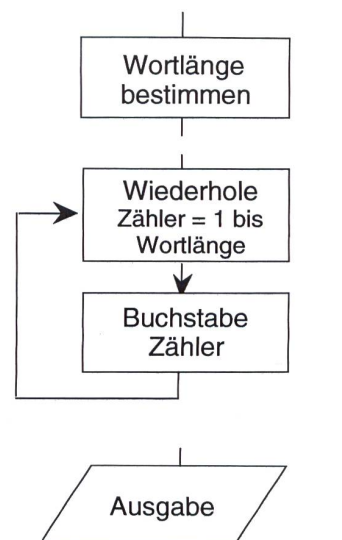 Wortlänge
bestimmen
Wiederhole
Zähler = 1 bis
Wortlänge
Buchstabe
Zähler
Ausgabe